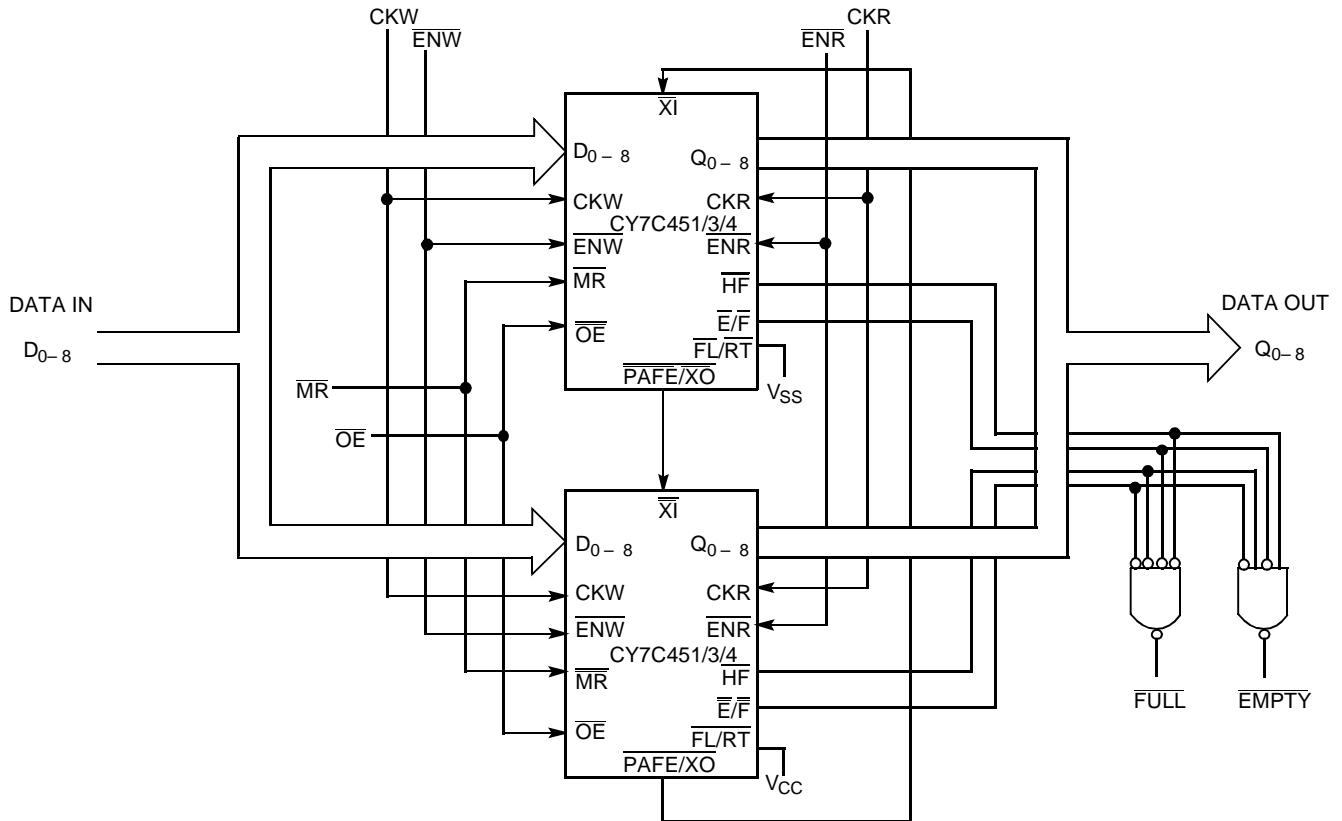 CKW
ENW
ENR
CKR
XI
D0–8
Q0–8
CKW
CKR
CY7C451/3/4
ENW
ENR
MR
HF
E/F
OE
FL/RT
PAFE/XO
VSS
DATA IN
D0–8
DATA OUT
Q0–8
MR
OE
XI
D0–8
Q0–8
CKW
CKR
ENW
ENR
CY7C451/3/4
MR
HF
E/F
OE
FL/RT
PAFE/XO
VCC
FULL
EMPTY